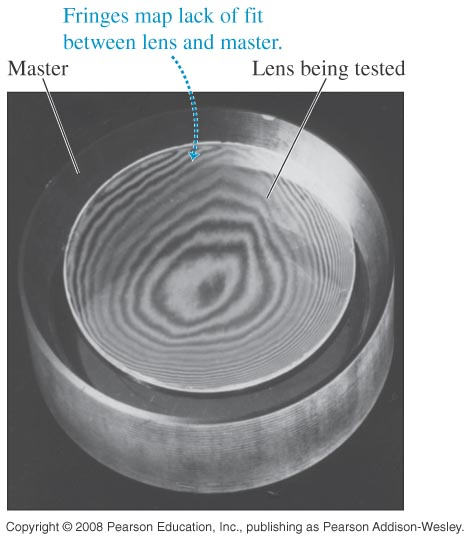 Fringes map lack of fit
between lens and master.
Master
Lens being tested
Copyright © 2008 Pearson Education, Inc., publishing as Pearson Addison-Wesley.